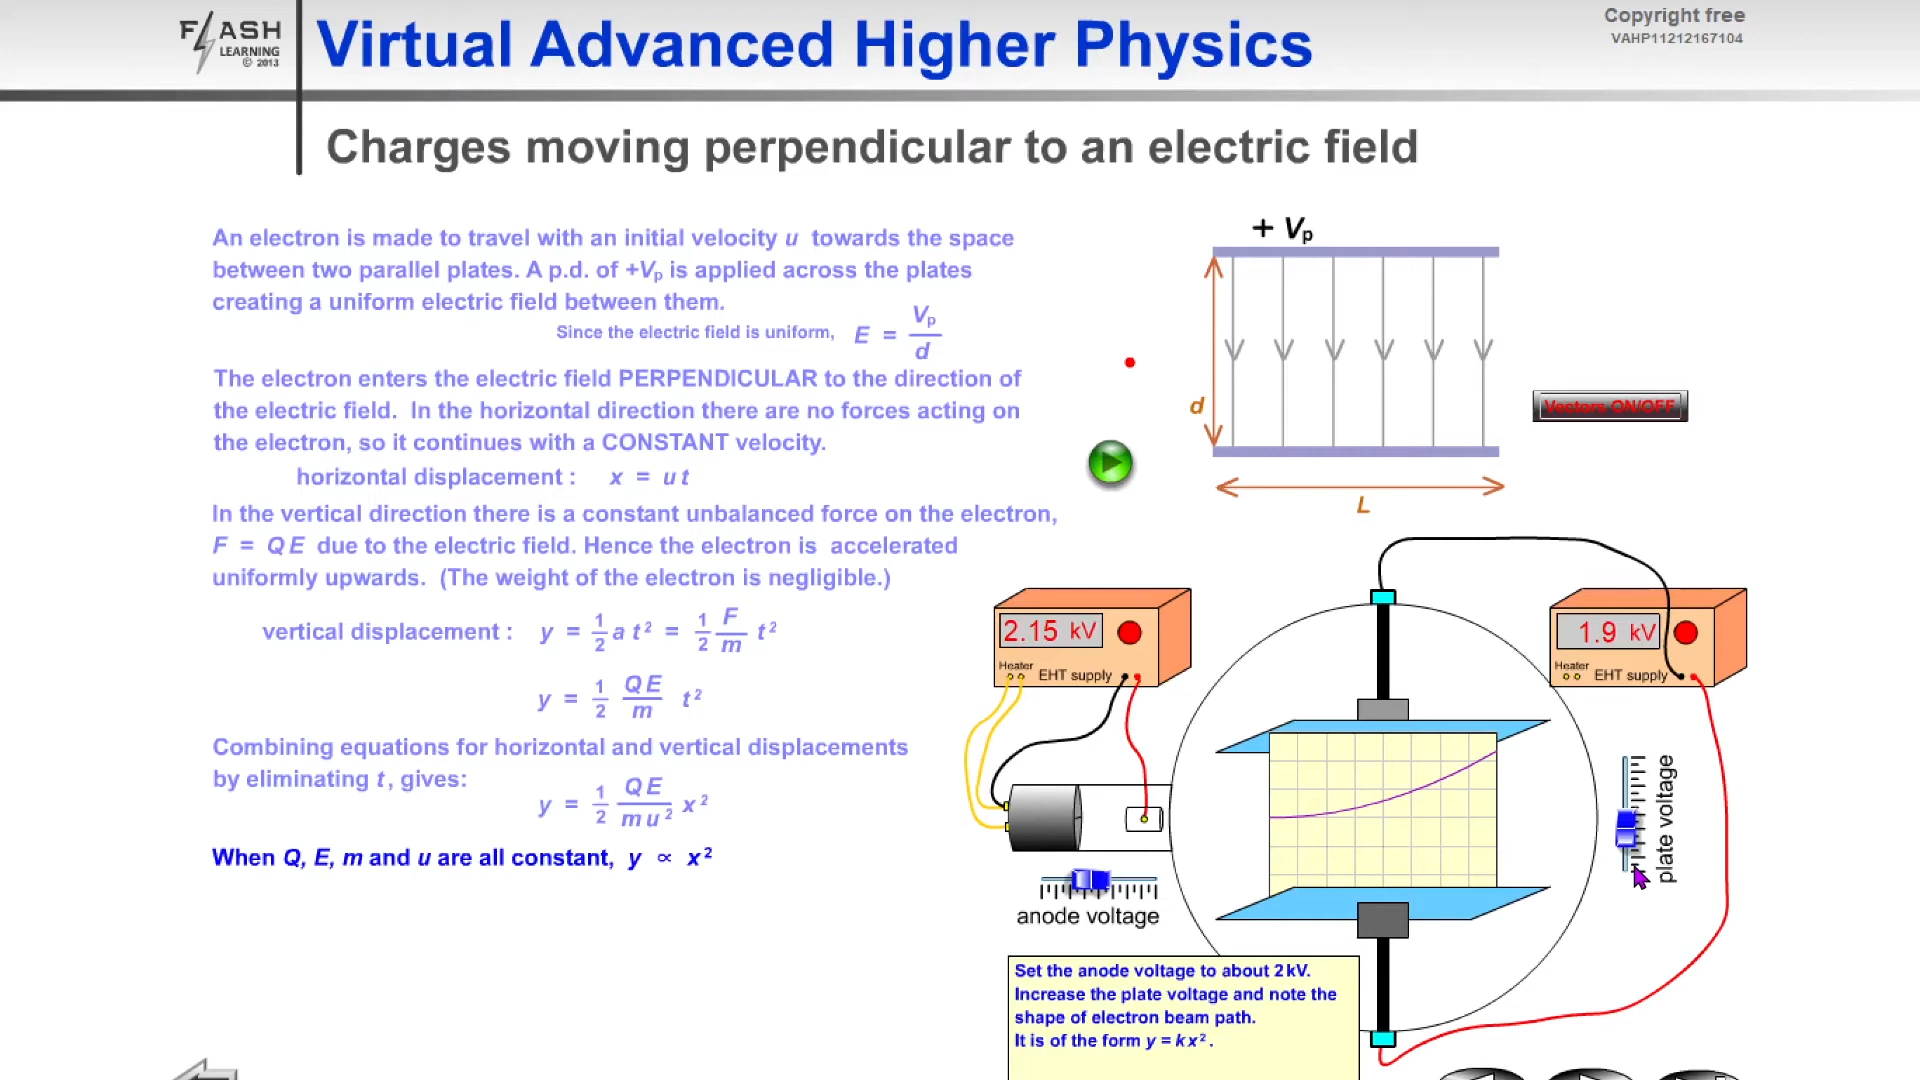 FLASH
LEARNING
© 2013
Virtual Advanced Higher Physics
Copyright free
VAHP11212167104
Charges moving perpendicular to an electric field
An electron is made to travel with an initial velocity u towards the space
between two parallel plates. A p.d. of +Vp is applied across the plates
creating a uniform electric field between them.
Since the electric field is uniform, E = Vp/d
The electron enters the electric field PERPENDICULAR to the direction of
the electric field. In the horizontal direction there are no forces acting on
the electron, so it continues with a CONSTANT velocity.
horizontal displacement : x = u t
In the vertical direction there is a constant unbalanced force on the electron,
F = Q E due to the electric field. Hence the electron is accelerated
uniformly upwards. (The weight of the electron is negligible.)
vertical displacement : y = 1/2 a t² = 1/2 F/m t²
y = 1/2 QE/m t²
Combining equations for horizontal and vertical displacements
by eliminating t, gives:
y = 1/2 QE/mu² x²
When Q, E, m and u are all constant, y ∝ x²
+ Vp
d
L
Vectors ON/OFF
2.15 kV
Heater
EHT supply
anode voltage
1.9 kV
Heater
EHT supply
plate voltage
Set the anode voltage to about 2kV.
Increase the plate voltage and note the
shape of electron beam path.
It is of the form y = kx².